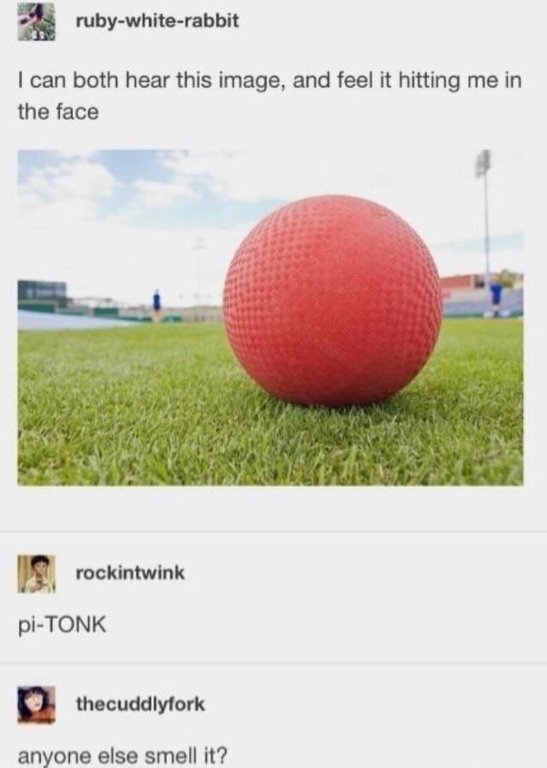 ruby-white-rabbit
I can both hear this image, and feel it hitting me in
the face
rockintwink
pi-TONK
thecuddlyfork
anyone else smell it?